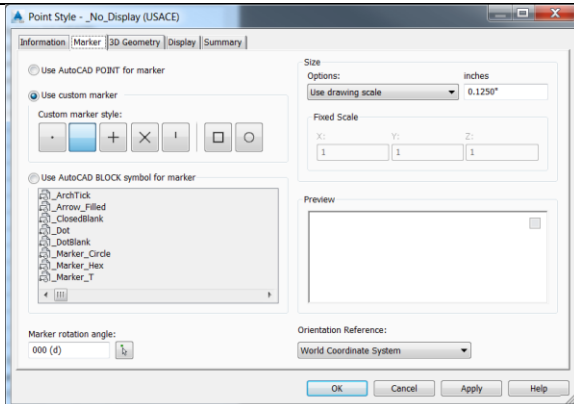 Point Style - _No_Display (USACE)
Information Marker 3D Geometry Display Summary
Use AutoCAD POINT for marker
Use custom marker
Custom marker style:
Use AutoCAD BLOCK symbol for marker
_ArchTick
_Arrow_Filled
_ClosedBlank
_Dot
_DotBlank
_Marker_Circle
_Marker_Hex
_Marker_T
Marker rotation angle:
000 (d)
Size
Options: inches
Use drawing scale 0.1250"
Fixed Scale
X: Y: Z:
1 1 1
Preview
Orientation Reference:
World Coordinate System
OK Cancel Apply Help